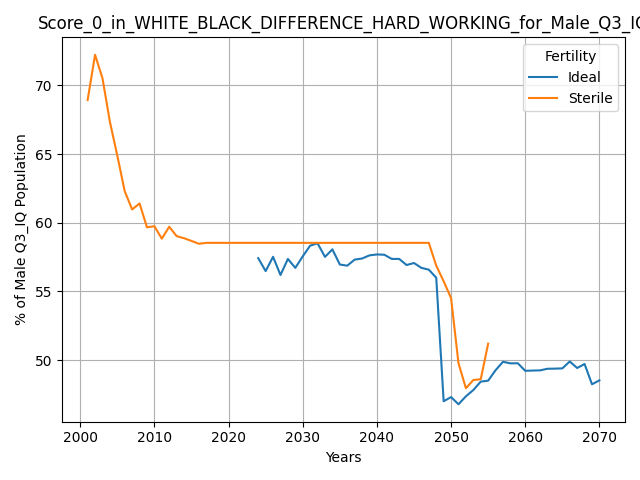 Score_0_in_WHITE_BLACK_DIFFERENCE_HARD_WORKING_for_Male_Q3_IQ
Fertility
Ideal
Sterile
% of Male Q3_IQ Population
70
65
60
55
50
2000 2010 2020 2030 2040 2050 2060 2070
Years